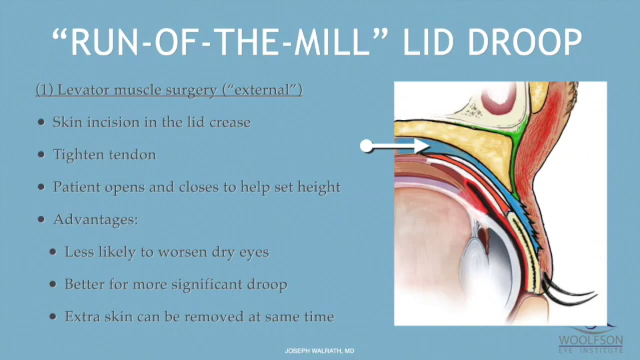 “RUN-OF-THE-MILL” LID DROOP
(1) Levator muscle surgery (“external”)
• Skin incision in the lid crease
• Tighten tendon
• Patient opens and closes to help set height
• Advantages:
• Less likely to worsen dry eyes
• Better for more significant droop
• Extra skin can be removed at same time
WOOLFSON
EYE INSTITUTE
JOSEPH WALRATH, MD